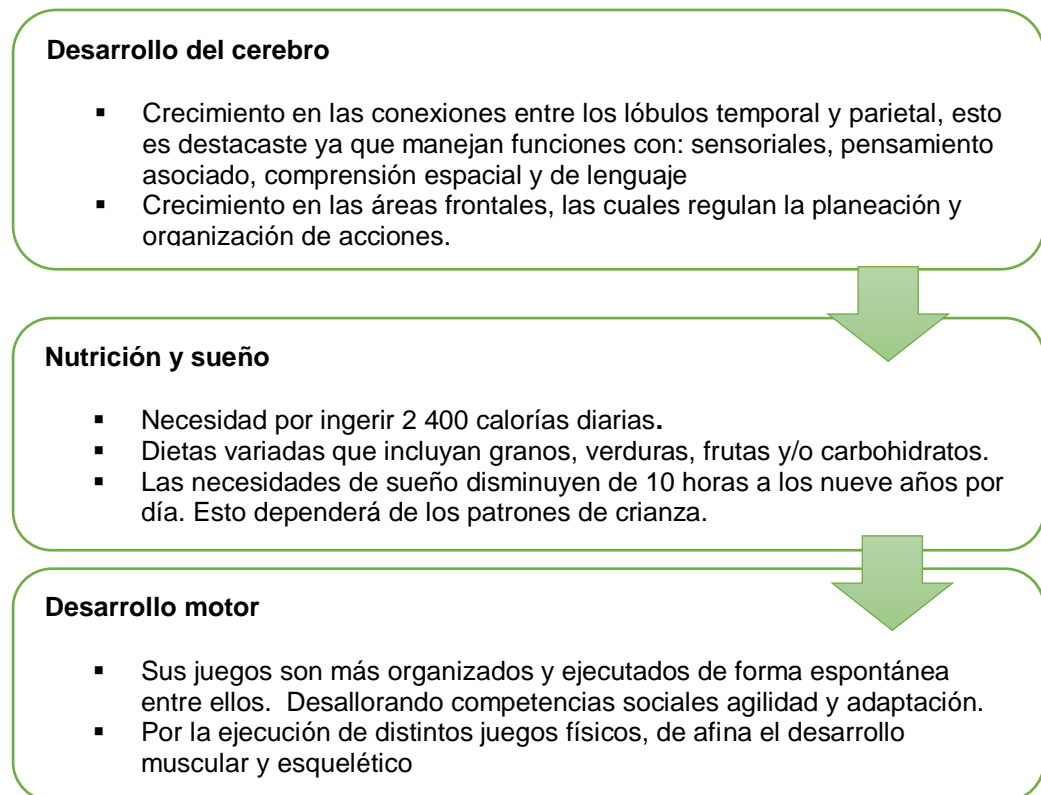 Desarrollo del cerebro
▪ Crecimiento en las conexiones entre los lóbulos temporal y parietal, esto
es destacaste ya que manejan funciones con: sensoriales, pensamiento
asociado, comprensión espacial y de lenguaje
▪ Crecimiento en las áreas frontales, las cuales regulan la planeación y
organización de acciones.
Nutrición y sueño
▪ Necesidad por ingerir 2 400 calorías diarias.
▪ Dietas variadas que incluyan granos, verduras, frutas y/o carbohidratos.
▪ Las necesidades de sueño disminuyen de 10 horas a los nueve años por
día. Esto dependerá de los patrones de crianza.
Desarrollo motor
▪ Sus juegos son más organizados y ejecutados de forma espontánea
entre ellos. Desallorando competencias sociales agilidad y adaptación.
▪ Por la ejecución de distintos juegos físicos, de afina el desarrollo
muscular y esquelético